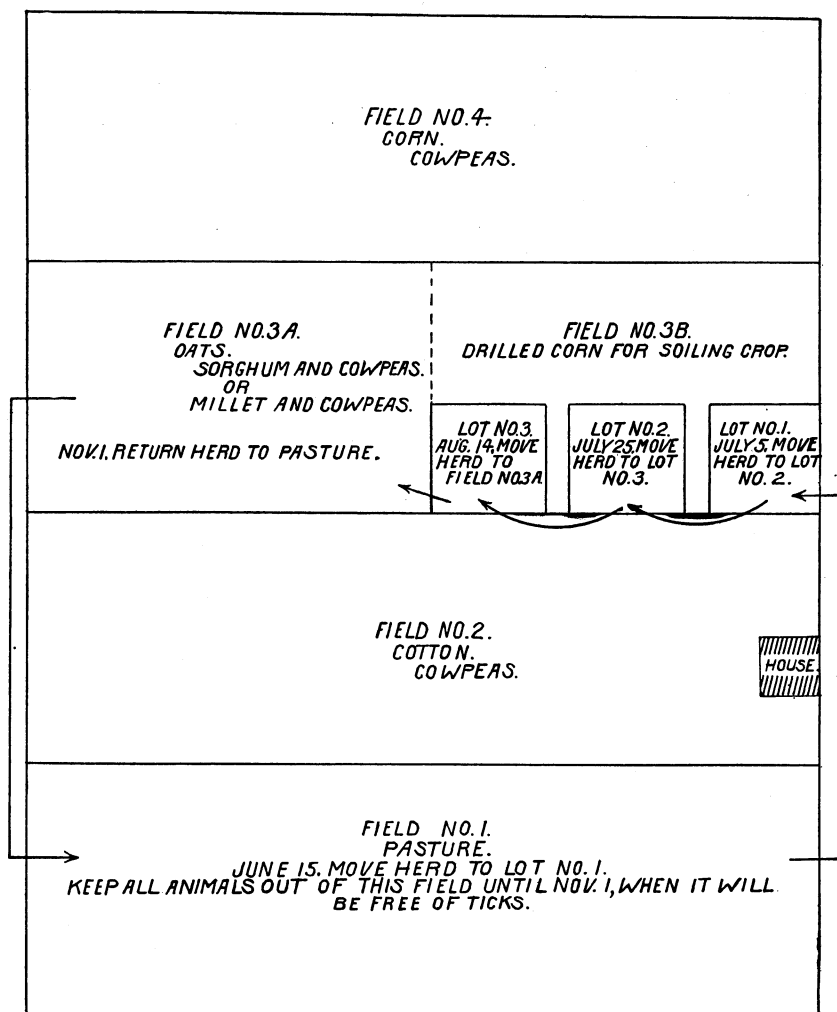 FIELD NO.4.
CORN.
COWPEAS.
FIELD NO.3A.
OATS.
SORGHUM AND COWPEAS.
OR
MILLET AND COWPEAS.
NOV.1. RETURN HERD TO PASTURE.
FIELD NO.3B.
DRILLED CORN FOR SOILING CROP.
LOT NO.3.
AUG. 14, MOVE
HERD TO
FIELD NO.3A
LOT NO.2.
JULY 25, MOVE
HERD TO LOT
NO.3.
LOT NO.1.
JULY 5. MOVE
HERD TO LOT
NO. 2.
FIELD NO.2.
COTTON.
COWPEAS.
HOUSE.
FIELD NO.1.
PASTURE.
JUNE 15. MOVE HERD TO LOT NO. 1.
KEEP ALL ANIMALS OUT OF THIS FIELD UNTIL NOV. 1, WHEN IT WILL
BE FREE OF TICKS.